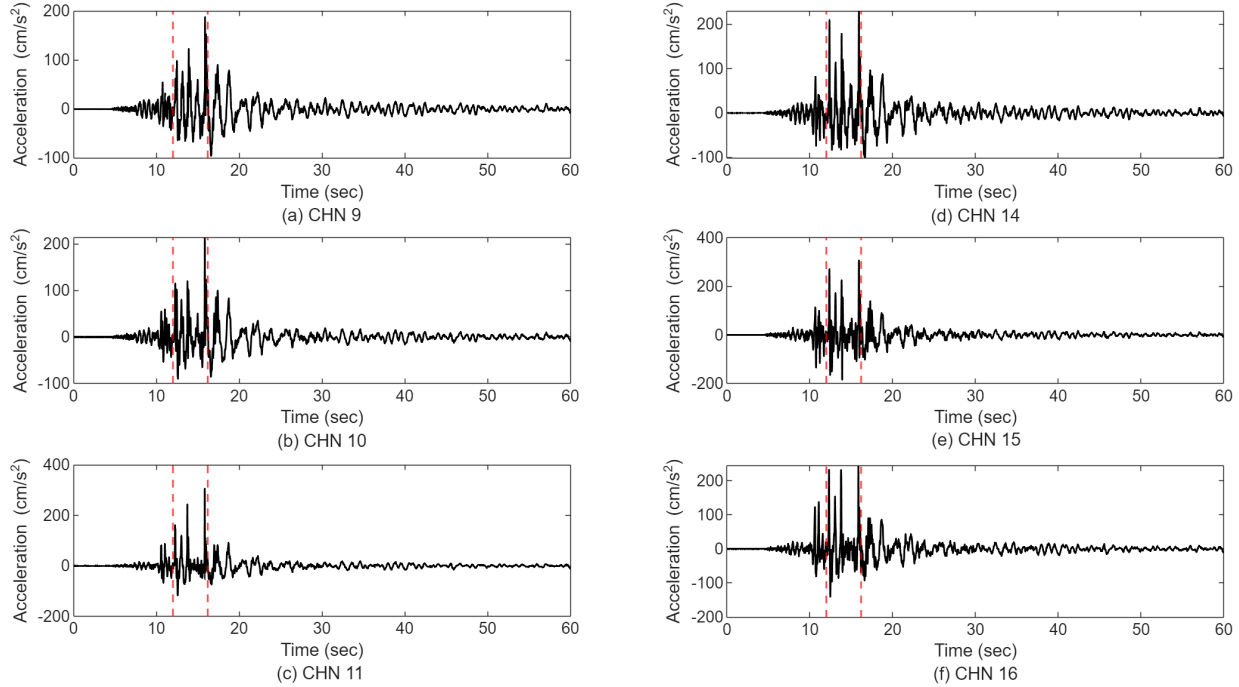 Acceleration (cm/s²)
200
100
0
-100
0 10 20 30 40 50 60
Time (sec)
(a) CHN 9
Acceleration (cm/s²)
200
100
0
-100
0 10 20 30 40 50 60
Time (sec)
(b) CHN 10
Acceleration (cm/s²)
400
200
0
-200
0 10 20 30 40 50 60
Time (sec)
(c) CHN 11
Acceleration (cm/s²)
200
100
0
-100
0 10 20 30 40 50 60
Time (sec)
(d) CHN 14
Acceleration (cm/s²)
400
200
0
-200
0 10 20 30 40 50 60
Time (sec)
(e) CHN 15
Acceleration (cm/s²)
200
100
0
-100
-200
0 10 20 30 40 50 60
Time (sec)
(f) CHN 16